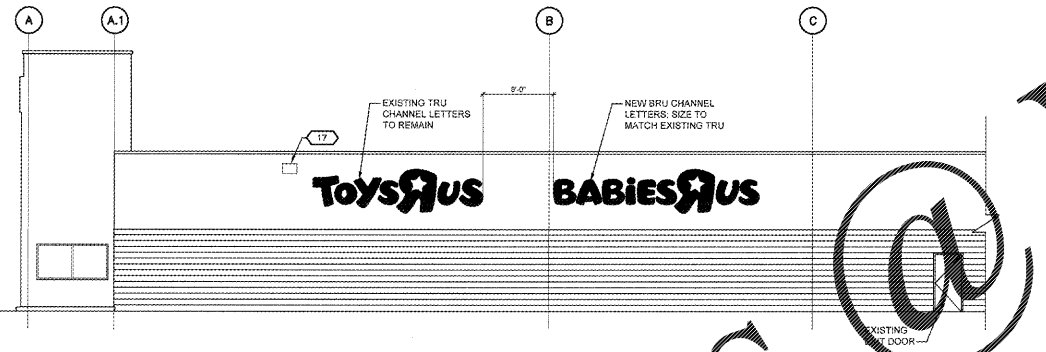 A
A.1
B
C
8'-0"
EXISTING TRU
CHANNEL LETTERS
TO REMAIN
NEW BRU CHANNEL
LETTERS; SIZE TO
MATCH EXISTING TRU
17
TOYSRUS
BABiESRUS
@
EXISTING
EXIT DOOR